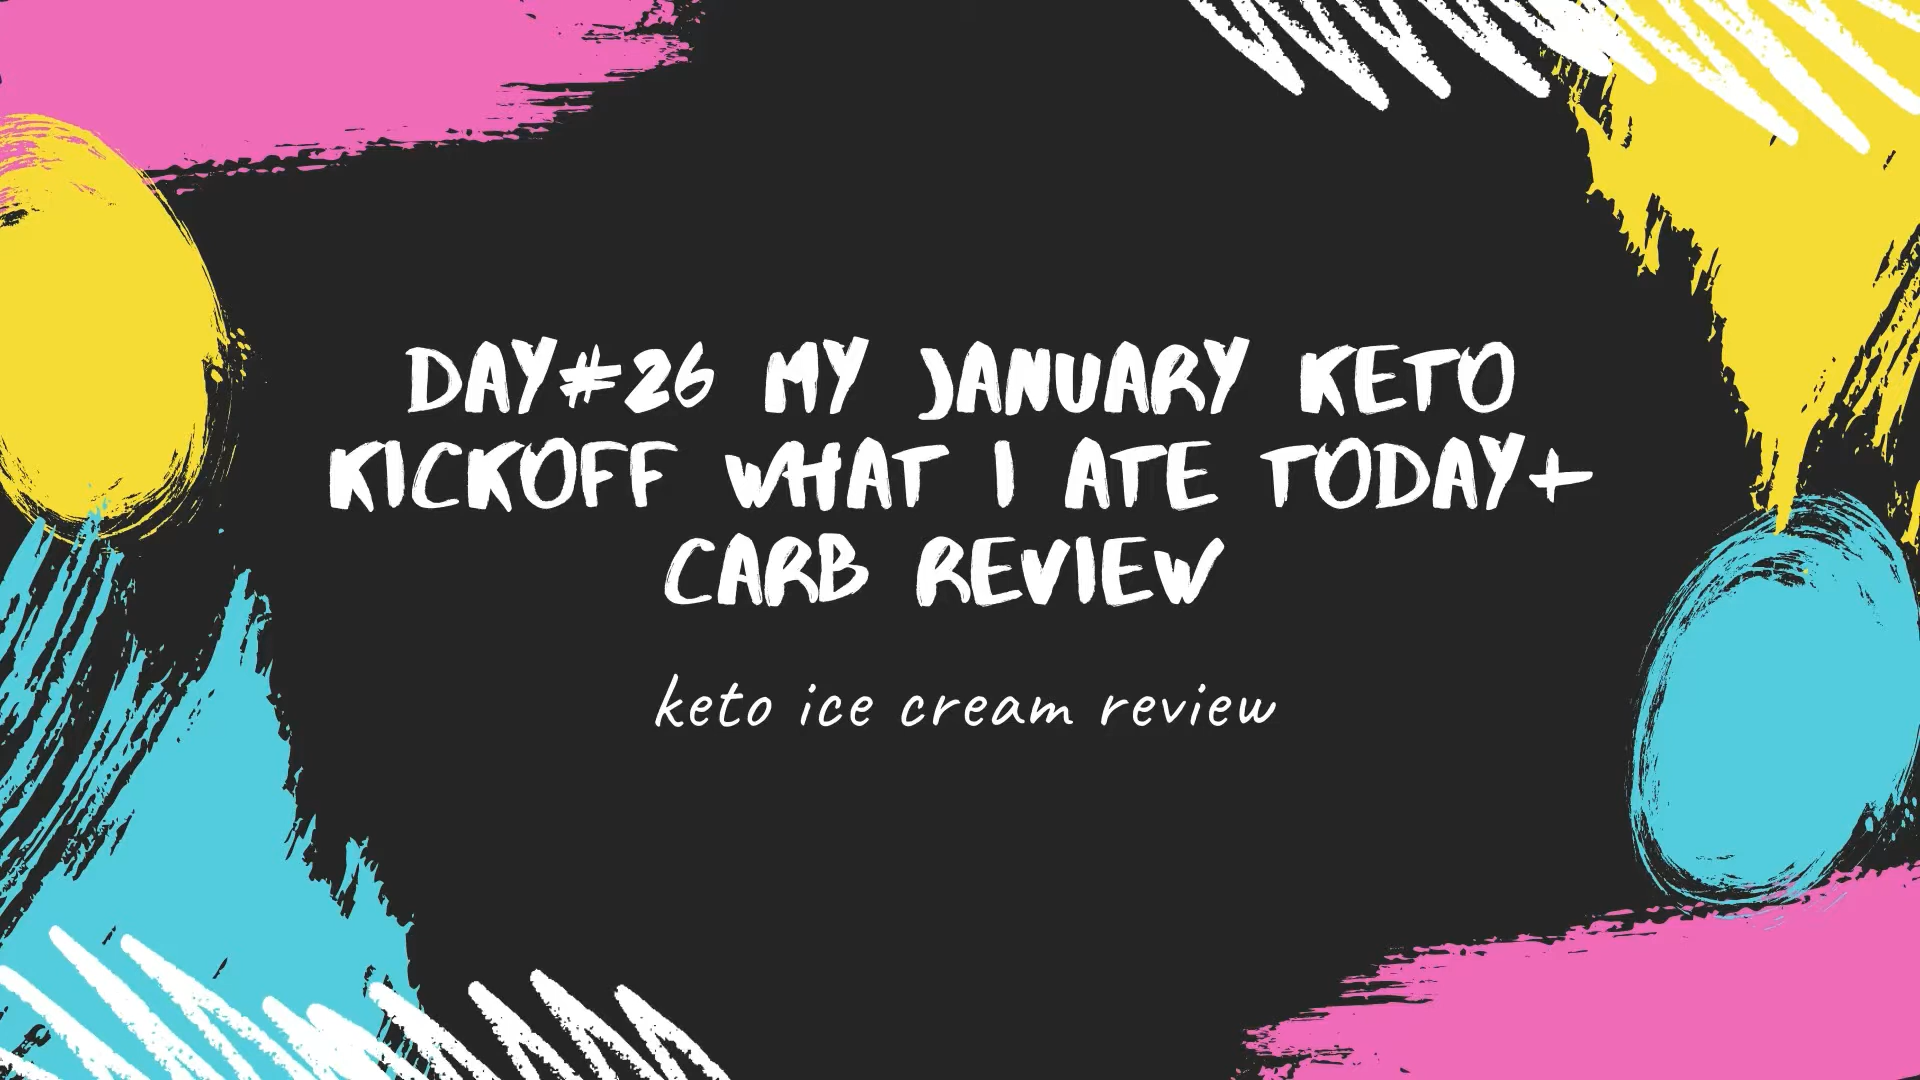 DAY#26 MY JANUARY KETO
KICKOFF WHAT I ATE TODAY+
CARB REVIEW
keto ice cream review